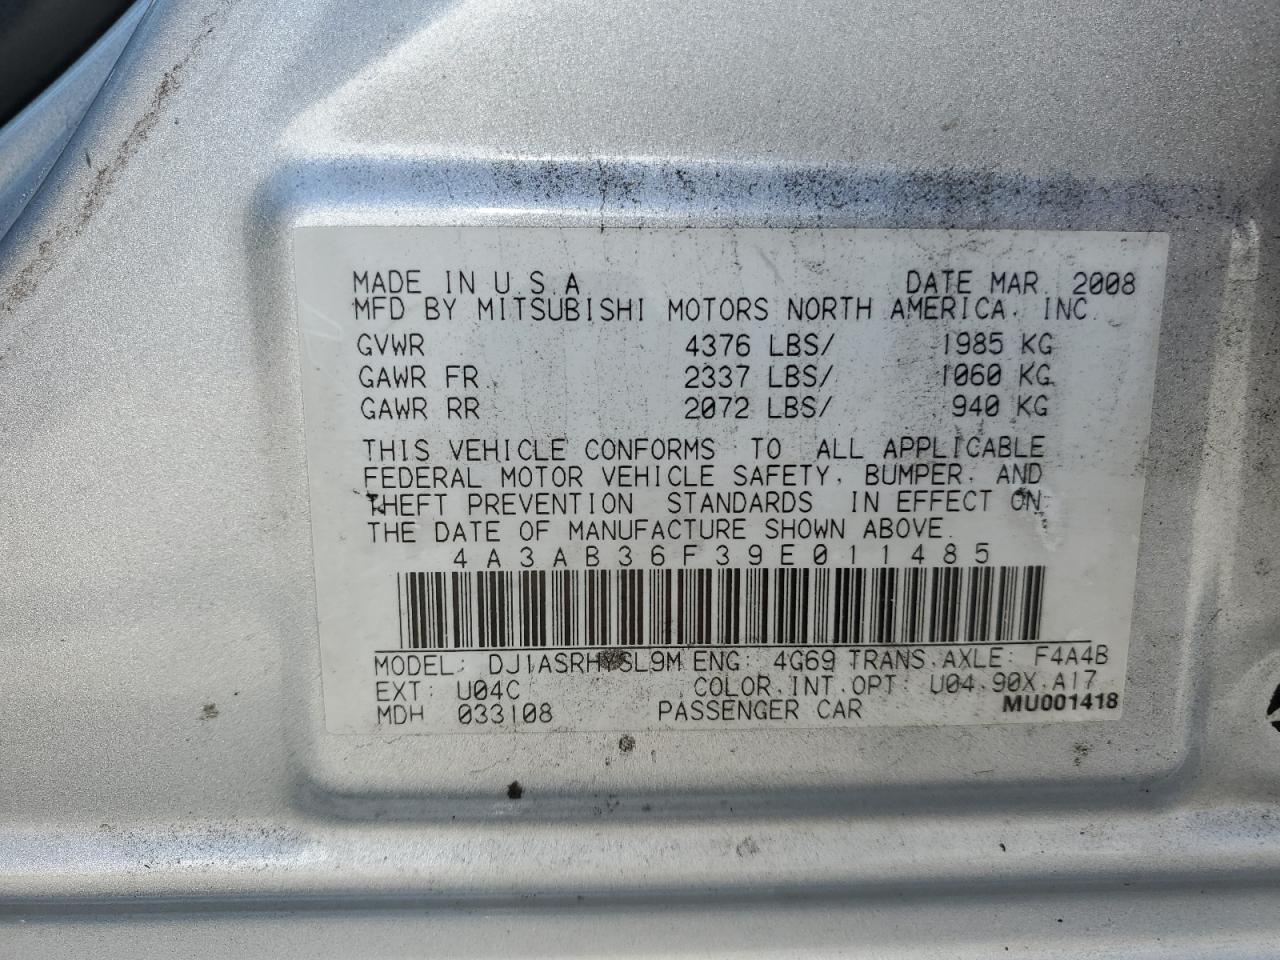 MADE IN U.S.A DATE MAR. 2008
MFD BY MITSUBISHI MOTORS NORTH AMERICA, INC.
GVWR 4376 LBS/ 1985 KG
GAWR FR 2337 LBS/ 1060 KG
GAWR RR 2072 LBS/ 940 KG
THIS VEHICLE CONFORMS TO ALL APPLICABLE
FEDERAL MOTOR VEHICLE SAFETY, BUMPER, AND
THEFT PREVENTION STANDARDS IN EFFECT ON
THE DATE OF MANUFACTURE SHOWN ABOVE.
4A3AB36F39E011485
MODEL: DJ1ASRHYSL9M ENG: 4G69 TRANS.AXLE: F4A4B
EXT: U04C COLOR.INT.OPT: U04.90X.A17
MDH 033108 PASSENGER CAR MU001418